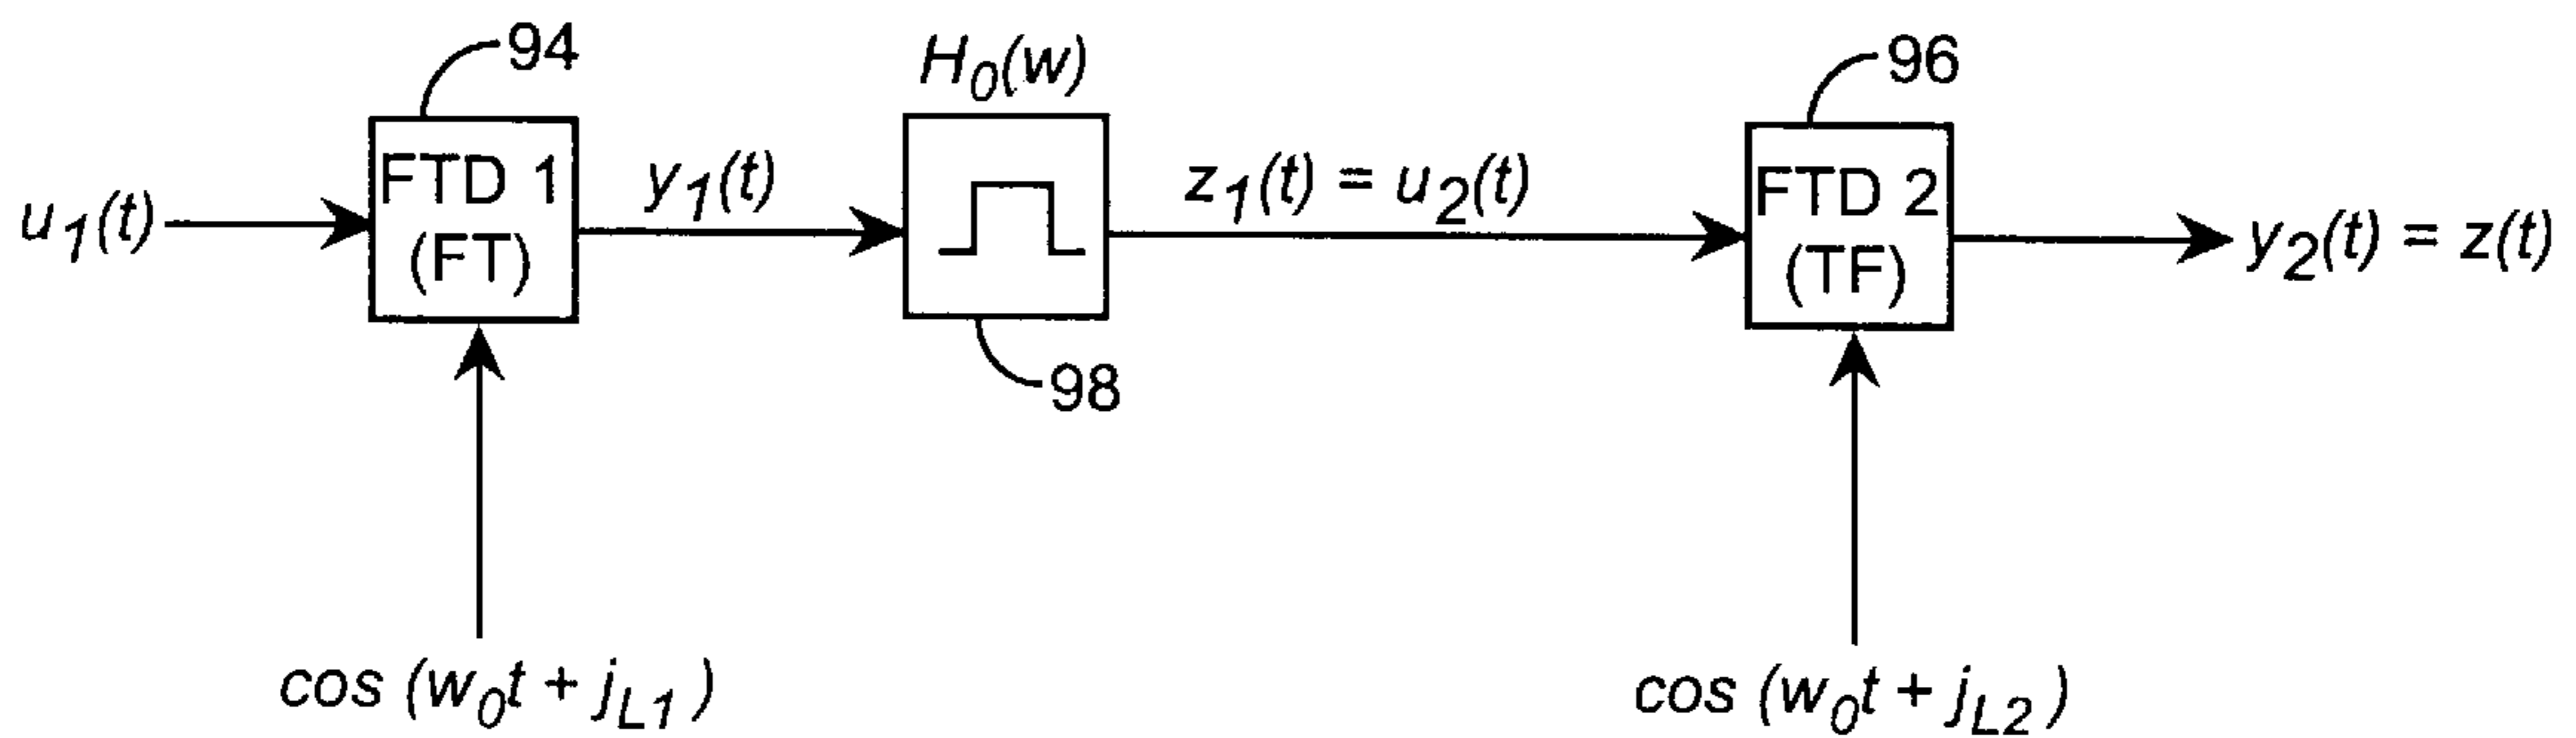 94
H0(w)
96
FTD 1
(FT)
y1(t)
z1(t) = u2(t)
FTD 2
(TF)
u1(t)
y2(t) = z(t)
98
cos (w0t + jL1 )
cos (w0t + jL2 )